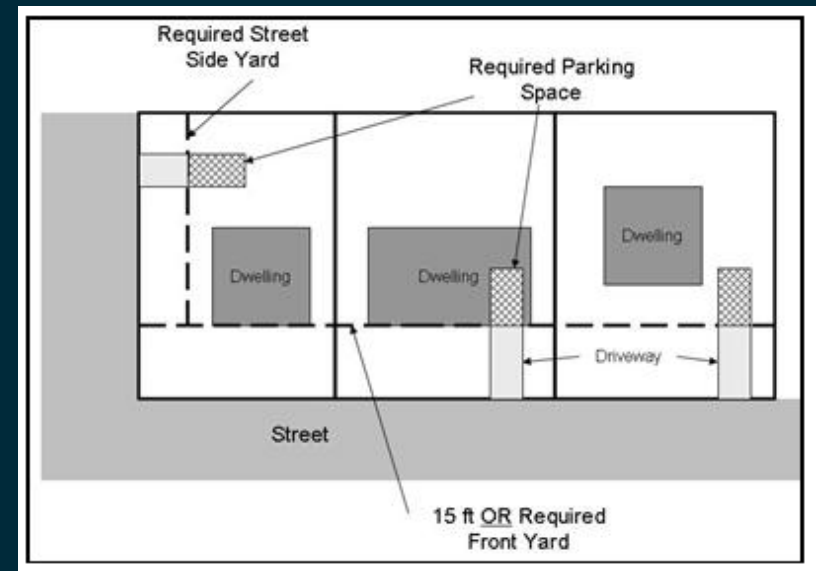 Required Street
Side Yard
Required Parking
Space
Dwelling
Dwelling
Dwelling
Driveway
Street
15 ft OR Required
Front Yard